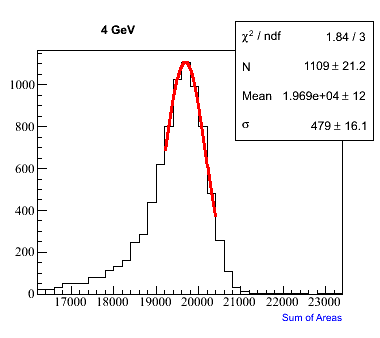 4 GeV
χ² / ndf 1.84 / 3
N 1109 ± 21.2
Mean 1.969e+04 ± 12
σ 479 ± 16.1
1000
800
600
400
200
0
17000 18000 19000 20000 21000 22000 23000
Sum of Areas